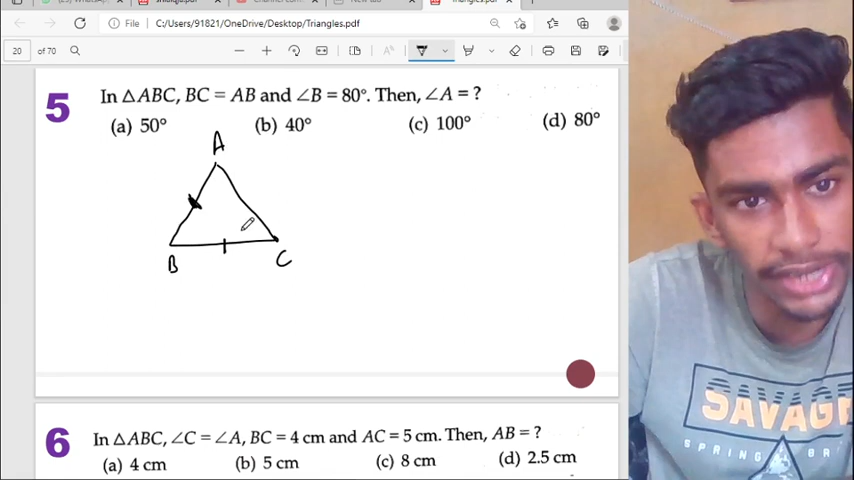 File C:/Users/91821/OneDrive/Desktop/Triangles.pdf
20 of 70
5 In △ABC, BC = AB and ∠B = 80°. Then, ∠A = ?
(a) 50° (b) 40° (c) 100° (d) 80°
A
B C
6 In △ABC, ∠C = ∠A, BC = 4 cm and AC = 5 cm. Then, AB = ?
(a) 4 cm (b) 5 cm (c) 8 cm (d) 2.5 cm
SAVAGE
SPRING